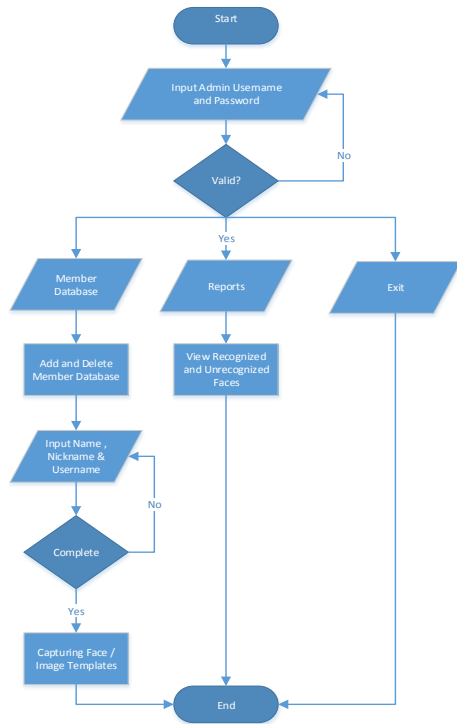 Start
Input Admin Username
and Password
No
Valid?
Yes
Member
Database
Reports
Exit
Add and Delete
Member Database
View Recognized
and Unrecognized
Faces
Input Name ,
Nickname &
Username
No
Complete
Yes
Capturing Face /
Image Templates
End